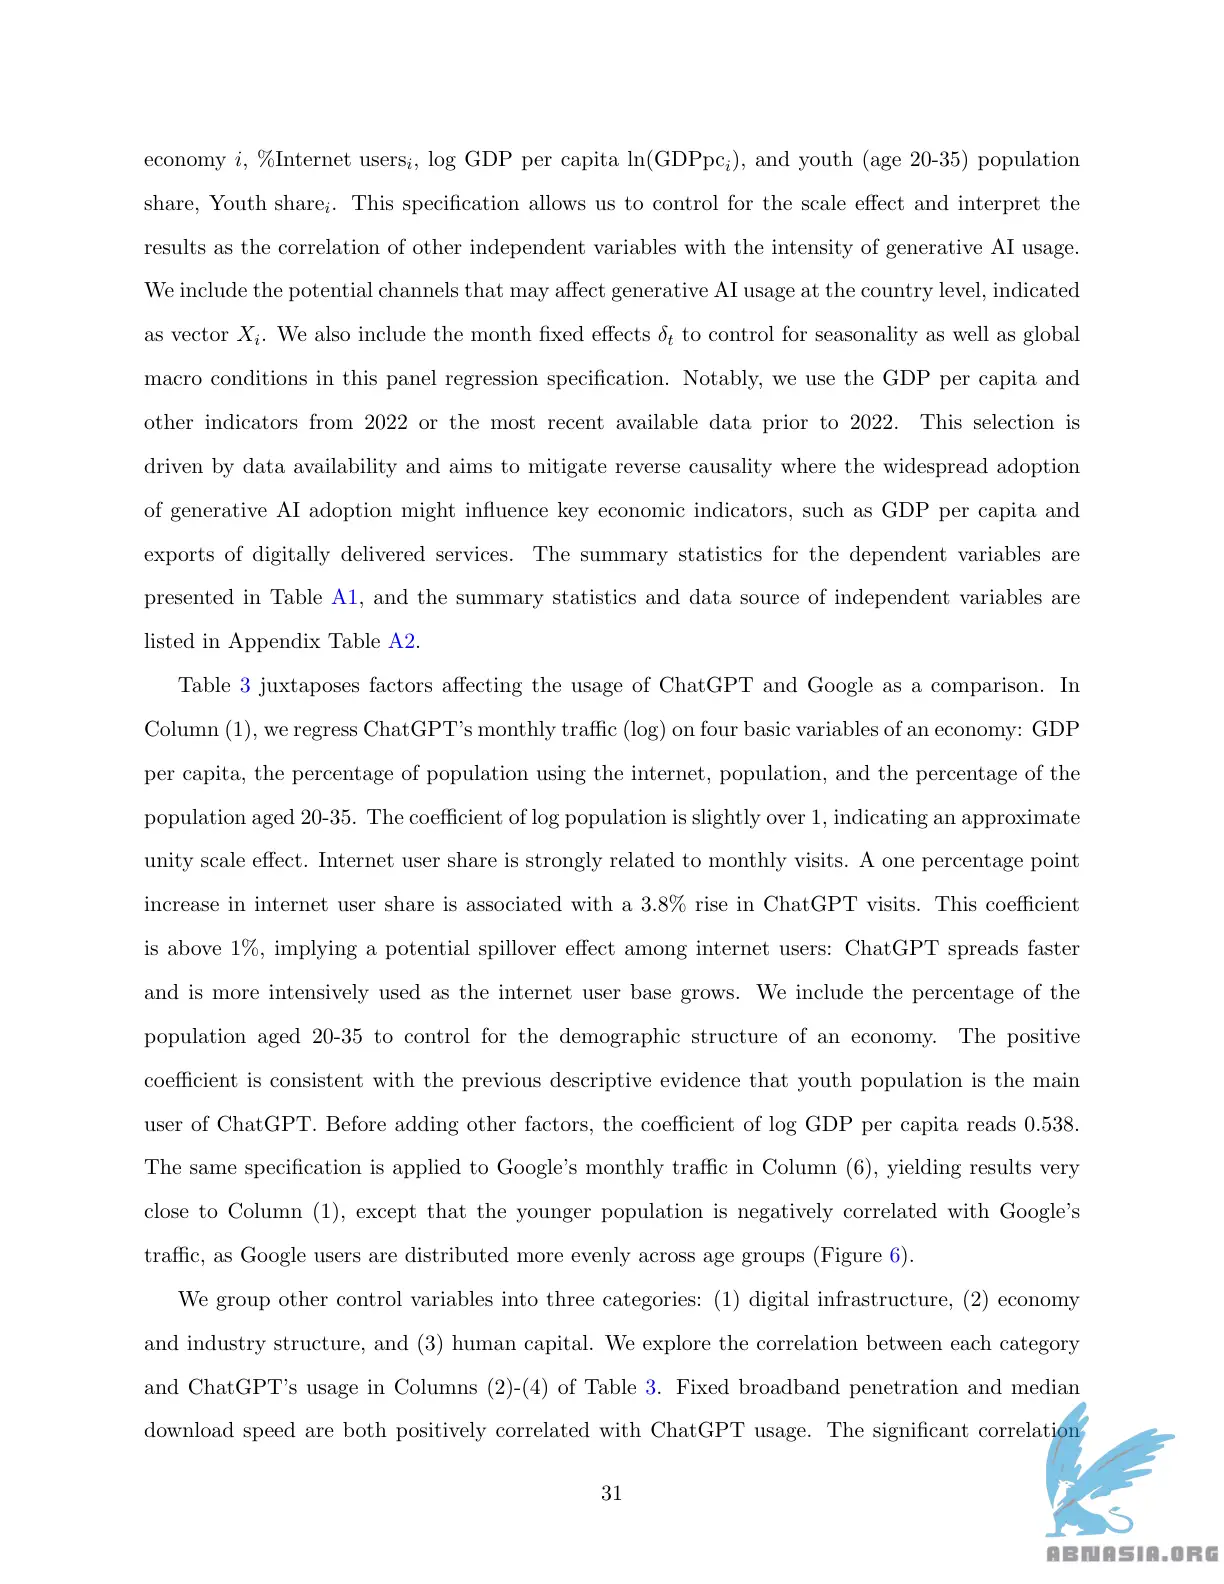 economy i, %Internet usersᵢ, log GDP per capita ln(GDPpcᵢ), and youth (age 20-35) population
share, Youth shareᵢ. This specification allows us to control for the scale effect and interpret the
results as the correlation of other independent variables with the intensity of generative AI usage.
We include the potential channels that may affect generative AI usage at the country level, indicated
as vector Xᵢ. We also include the month fixed effects δₜ to control for seasonality as well as global
macro conditions in this panel regression specification. Notably, we use the GDP per capita and
other indicators from 2022 or the most recent available data prior to 2022. This selection is
driven by data availability and aims to mitigate reverse causality where the widespread adoption
of generative AI adoption might influence key economic indicators, such as GDP per capita and
exports of digitally delivered services. The summary statistics for the dependent variables are
presented in Table A1, and the summary statistics and data source of independent variables are
listed in Appendix Table A2.
Table 3 juxtaposes factors affecting the usage of ChatGPT and Google as a comparison. In
Column (1), we regress ChatGPT's monthly traffic (log) on four basic variables of an economy: GDP
per capita, the percentage of population using the internet, population, and the percentage of the
population aged 20-35. The coefficient of log population is slightly over 1, indicating an approximate
unity scale effect. Internet user share is strongly related to monthly visits. A one percentage point
increase in internet user share is associated with a 3.8% rise in ChatGPT visits. This coefficient
is above 1%, implying a potential spillover effect among internet users: ChatGPT spreads faster
and is more intensively used as the internet user base grows. We include the percentage of the
population aged 20-35 to control for the demographic structure of an economy. The positive
coefficient is consistent with the previous descriptive evidence that youth population is the main
user of ChatGPT. Before adding other factors, the coefficient of log GDP per capita reads 0.538.
The same specification is applied to Google's monthly traffic in Column (6), yielding results very
close to Column (1), except that the younger population is negatively correlated with Google's
traffic, as Google users are distributed more evenly across age groups (Figure 6).
We group other control variables into three categories: (1) digital infrastructure, (2) economy
and industry structure, and (3) human capital. We explore the correlation between each category
and ChatGPT's usage in Columns (2)-(4) of Table 3. Fixed broadband penetration and median
download speed are both positively correlated with ChatGPT usage. The significant correlation
31
ABNASIA.ORG